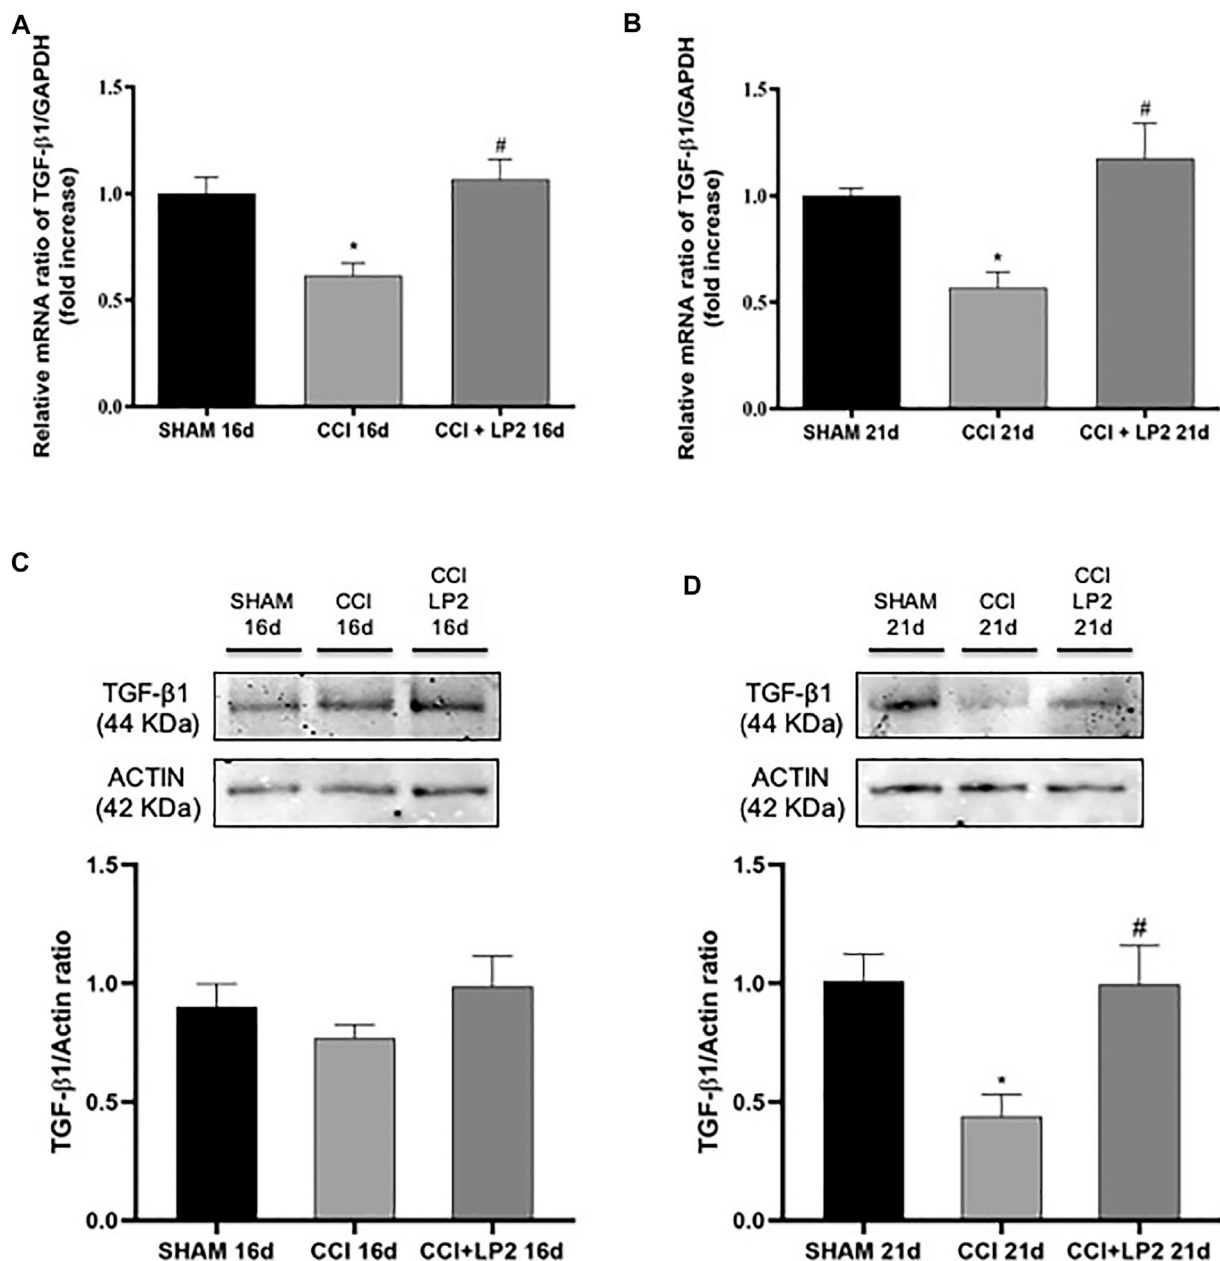 A
Relative mRNA ratio of TGF-β1/GAPDH
(fold increase)
1.5
1.0
0.5
0.0
*
#
SHAM 16d
CCI 16d
CCI + LP2 16d
B
Relative mRNA ratio of TGF-β1/GAPDH
(fold increase)
1.5
1.0
0.5
0.0
*
#
SHAM 21d
CCI 21d
CCI + LP2 21d
C
SHAM
16d
CCI
16d
CCI
LP2
16d
TGF-β1
(44 KDa)
ACTIN
(42 KDa)
TGF-β1/Actin ratio
1.5
1.0
0.5
0.0
SHAM 16d
CCI 16d
CCI+LP2 16d
D
SHAM
21d
CCI
21d
CCI
LP2
21d
TGF-β1
(44 KDa)
ACTIN
(42 KDa)
TGF-β1/Actin ratio
1.5
1.0
0.5
0.0
*
#
SHAM 21d
CCI 21d
CCI+LP2 21d